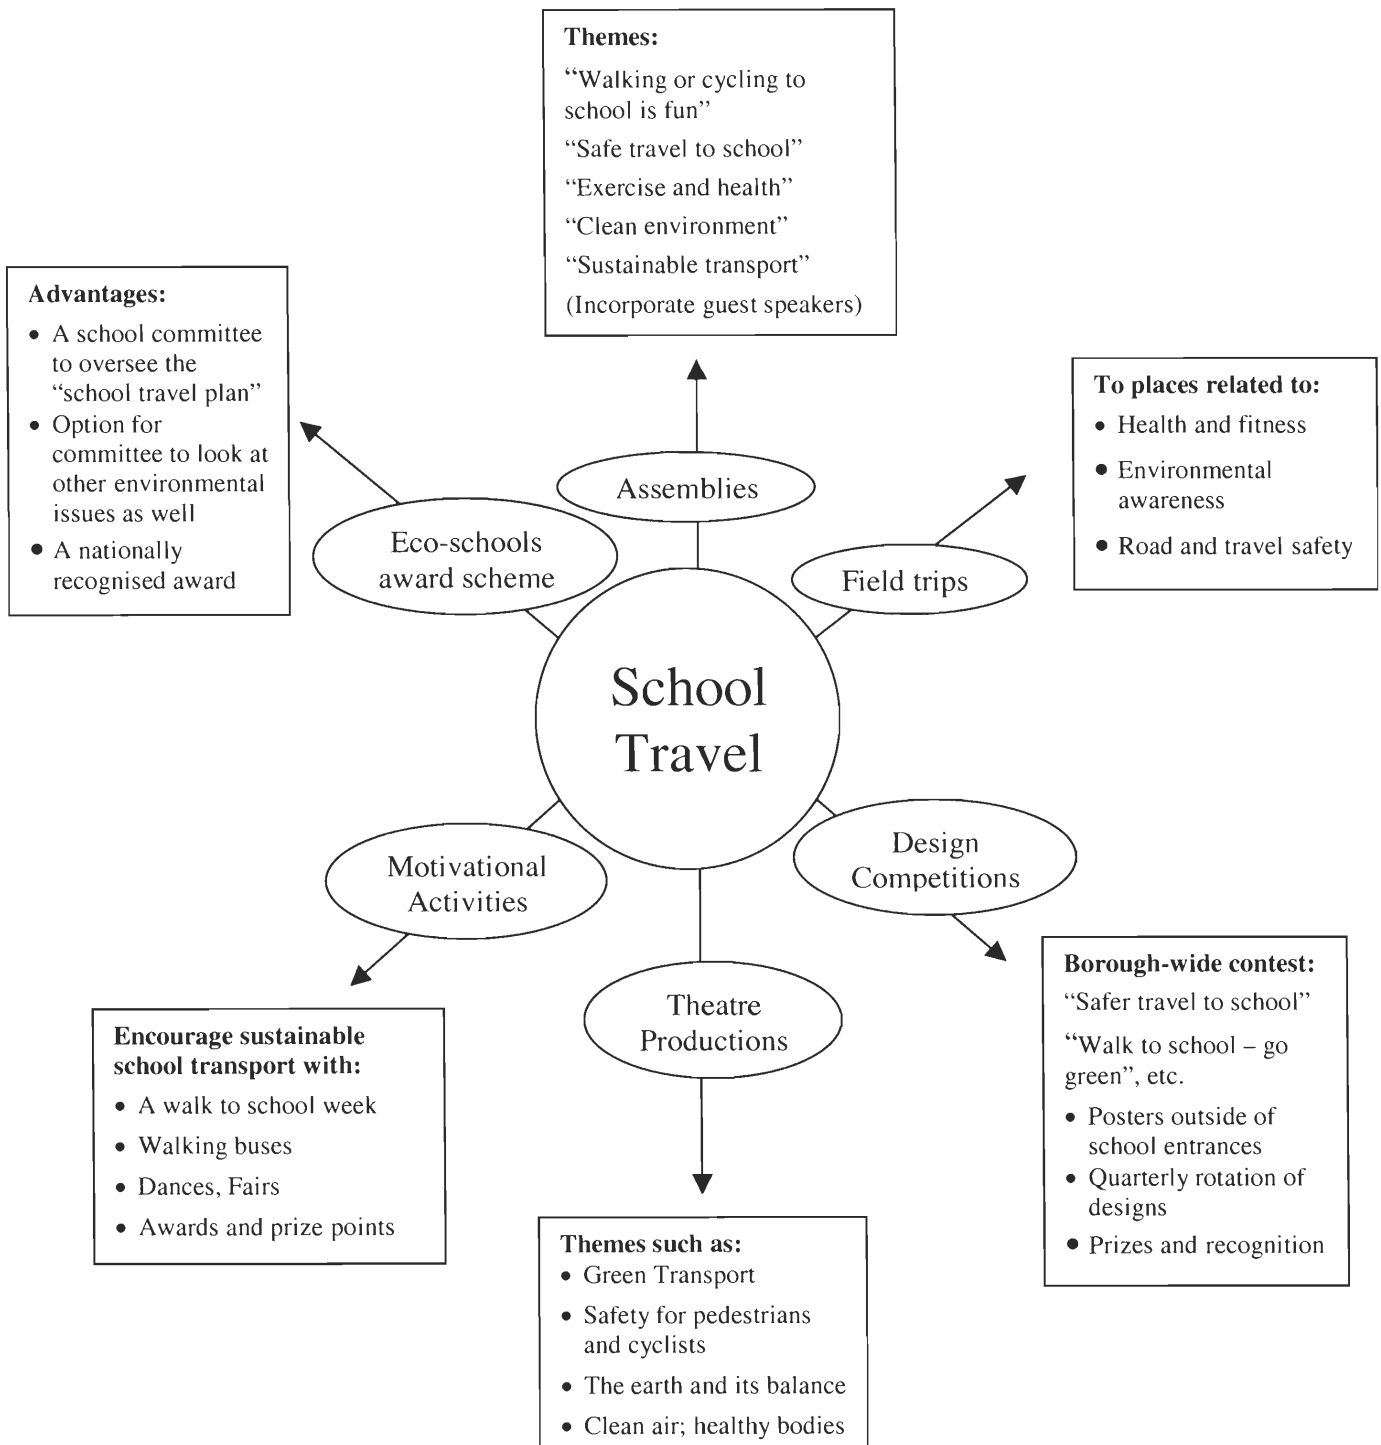 Themes:
“Walking or cycling to
school is fun”
“Safe travel to school”
“Exercise and health”
“Clean environment”
“Sustainable transport”
(Incorporate guest speakers)
Advantages:
• A school committee
to oversee the
“school travel plan”
• Option for
committee to look at
other environmental
issues as well
• A nationally
recognised award
To places related to:
• Health and fitness
• Environmental
awareness
• Road and travel safety
Assemblies
Eco-schools
award scheme
Field trips
School
Travel
Motivational
Activities
Design
Competitions
Theatre
Productions
Encourage sustainable
school transport with:
• A walk to school week
• Walking buses
• Dances, Fairs
• Awards and prize points
Borough-wide contest:
“Safer travel to school”
“Walk to school – go
green”, etc.
• Posters outside of
school entrances
• Quarterly rotation of
designs
• Prizes and recognition
Themes such as:
• Green Transport
• Safety for pedestrians
and cyclists
• The earth and its balance
• Clean air; healthy bodies